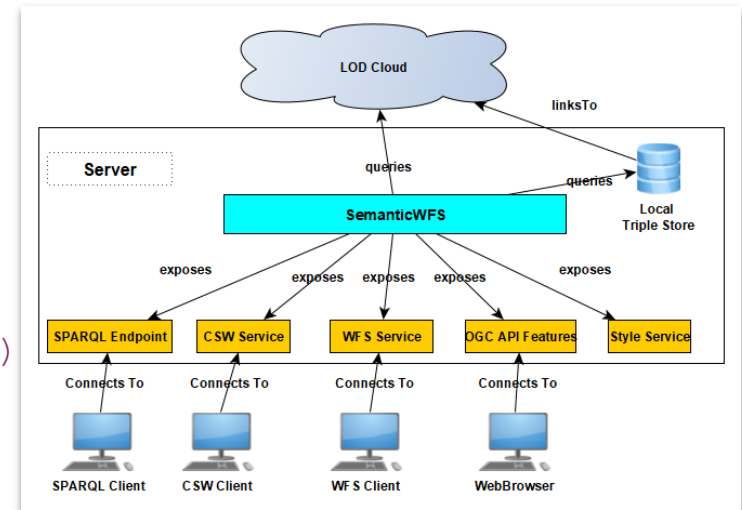 LOD Cloud
linksTo
Server
queries
queries
Local
Triple Store
SemanticWFS
exposes
exposes
exposes
exposes
exposes
SPARQL Endpoint
CSW Service
WFS Service
OGC API Features
Style Service
)
Connects To
Connects To
Connects To
Connects To
SPARQL Client
CSW Client
WFS Client
WebBrowser